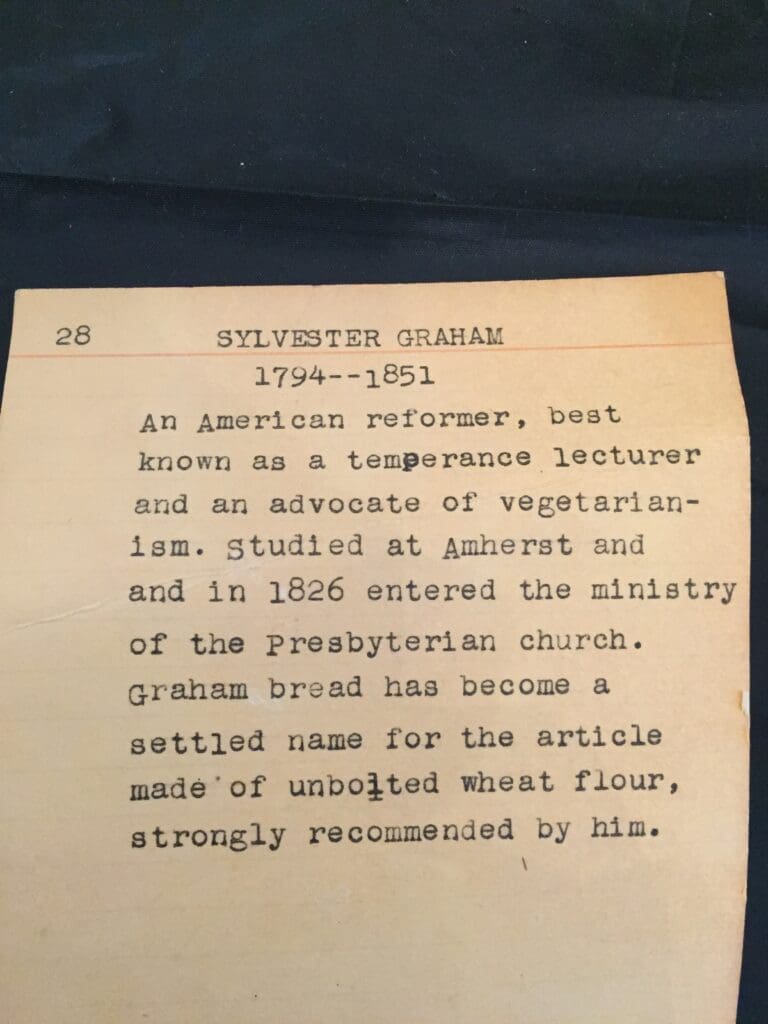 28 SYLVESTER GRAHAM
1794--1851
An American reformer, best
known as a temperance lecturer
and an advocate of vegetarian-
ism. Studied at Amherst and
and in 1826 entered the ministry
of the Presbyterian church.
Graham bread has become a
settled name for the article
made of unbolted wheat flour,
strongly recommended by him.